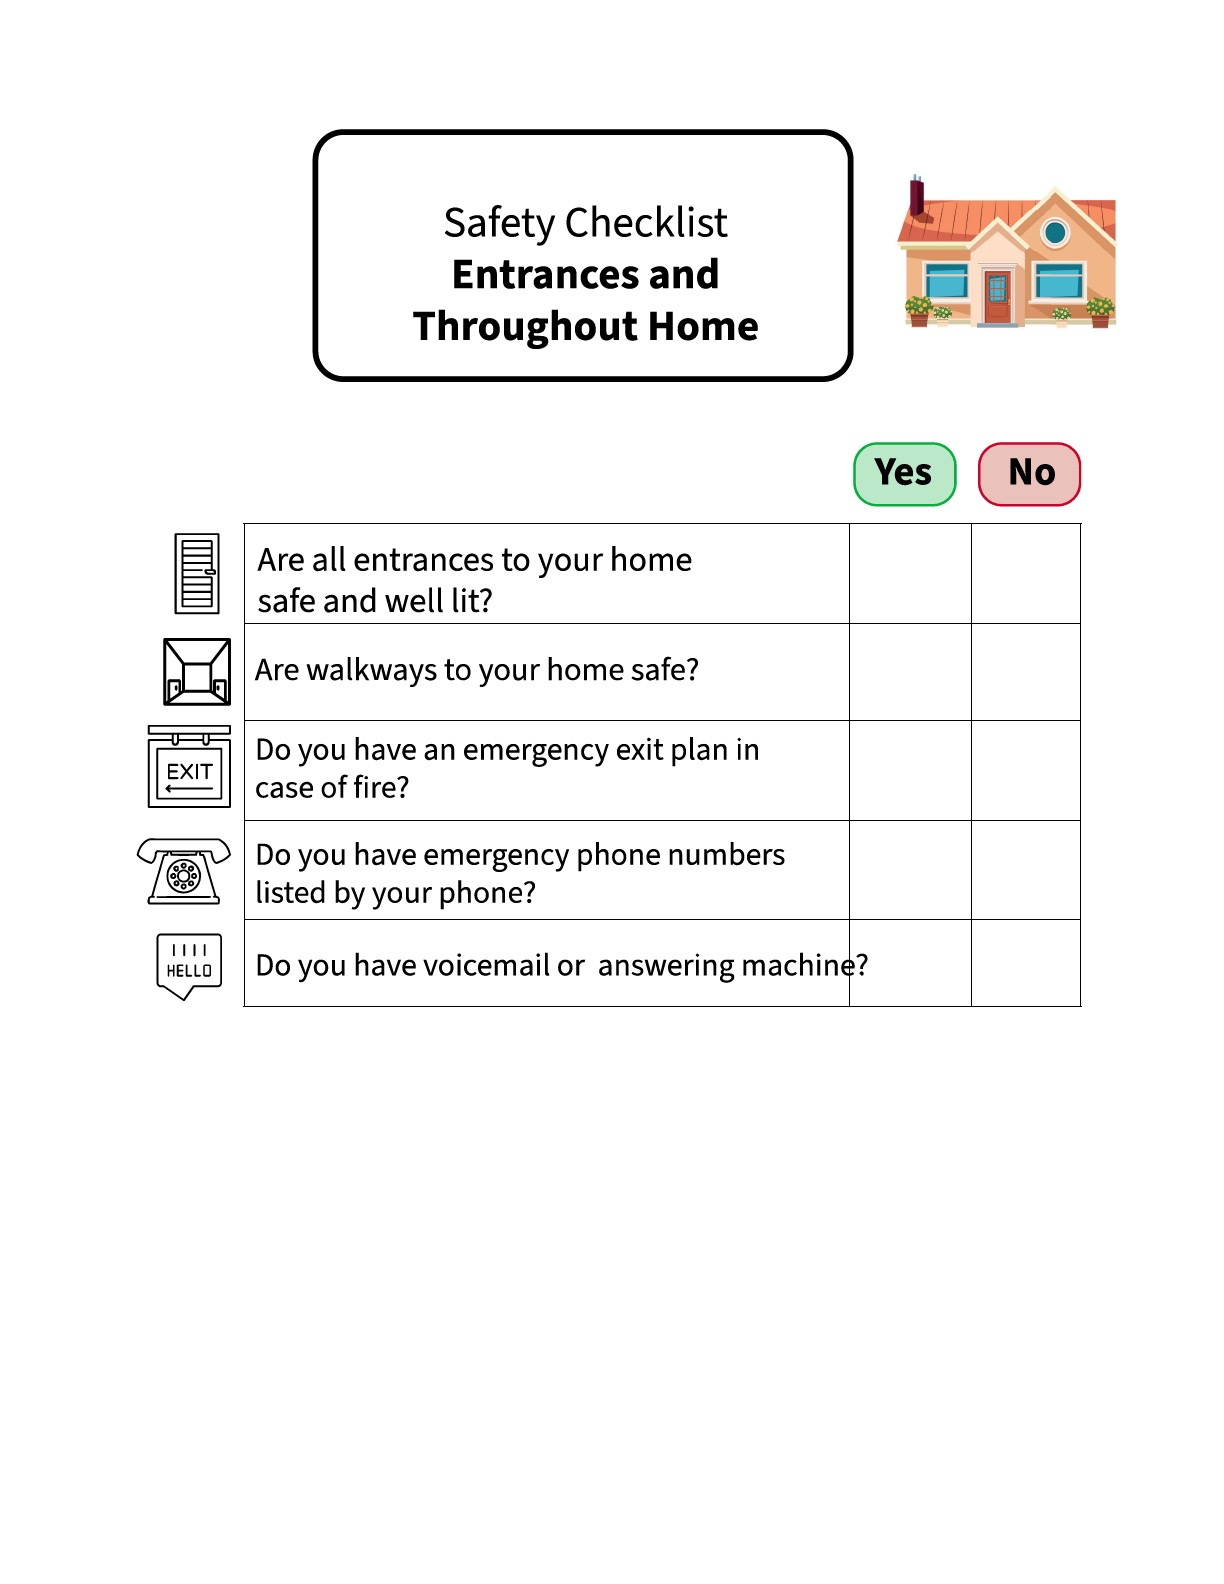 Safety Checklist
Entrances and
Throughout Home
Yes No
Are all entrances to your home
safe and well lit?
Are walkways to your home safe?
Do you have an emergency exit plan in
case of fire?
EXIT
Do you have emergency phone numbers
listed by your phone?
Do you have voicemail or  answering machine?
HELLO